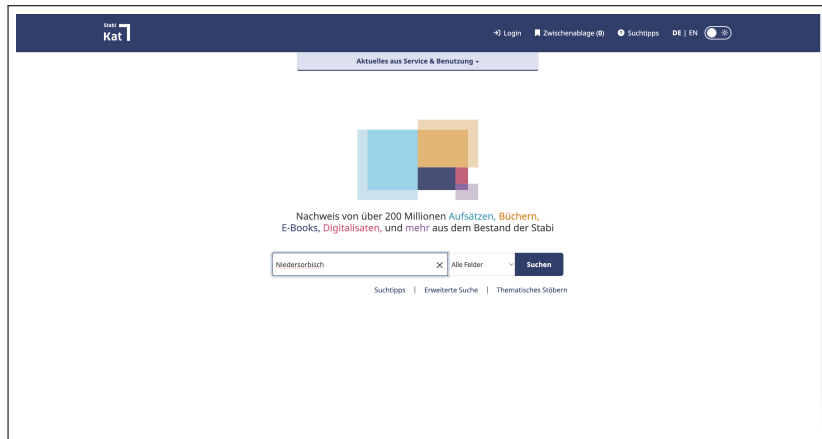 Stabi
Kat
Login Zwischenablage (0) Suchtipps DE | EN
Aktuelles aus Service & Benutzung
Nachweis von über 200 Millionen Aufsätzen, Büchern,
E-Books, Digitalisaten, und mehr aus dem Bestand der Stabi
Niedersorbisch Alle Felder Suchen
Suchtipps | Erweiterte Suche | Thematisches Stöbern